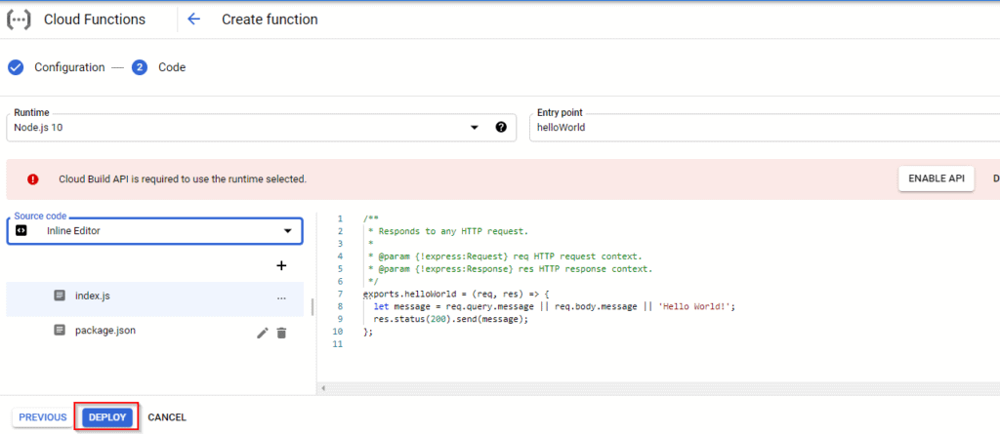 Cloud Functions
Create function
Configuration
2
Code
Runtime
Node.js 10
Entry point
helloWorld
Cloud Build API is required to use the runtime selected.
ENABLE API
D
Source code
Inline Editor
index.js
package.json
1 /**
2 * Responds to any HTTP request.
3 *
4 * @param {!express:Request} req HTTP request context.
5 * @param {!express:Response} res HTTP response context.
6 */
7 exports.helloWorld = (req, res) => {
8 let message = req.query.message || req.body.message || 'Hello World!';
9 res.status(200).send(message);
10 };
11
PREVIOUS
DEPLOY
CANCEL